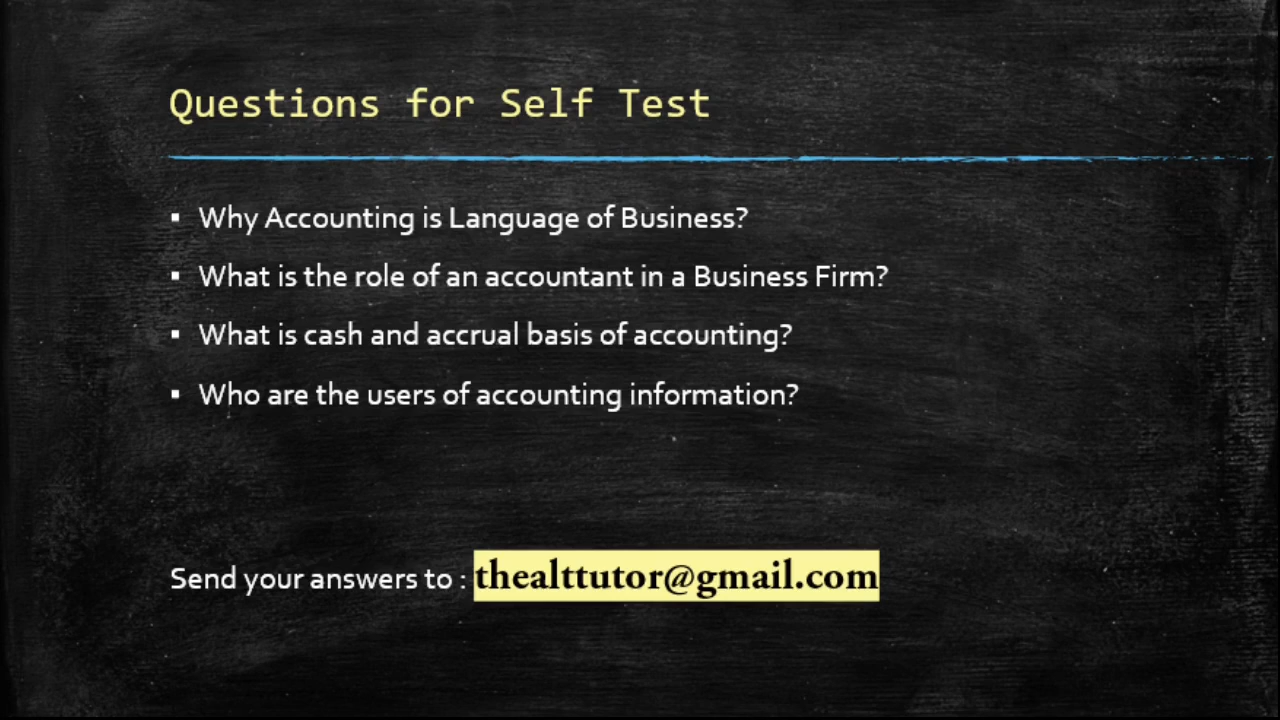 Questions for Self Test
▪ Why Accounting is Language of Business?
▪ What is the role of an accountant in a Business Firm?
▪ What is cash and accrual basis of accounting?
▪ Who are the users of accounting information?
Send your answers to : thealttutor@gmail.com